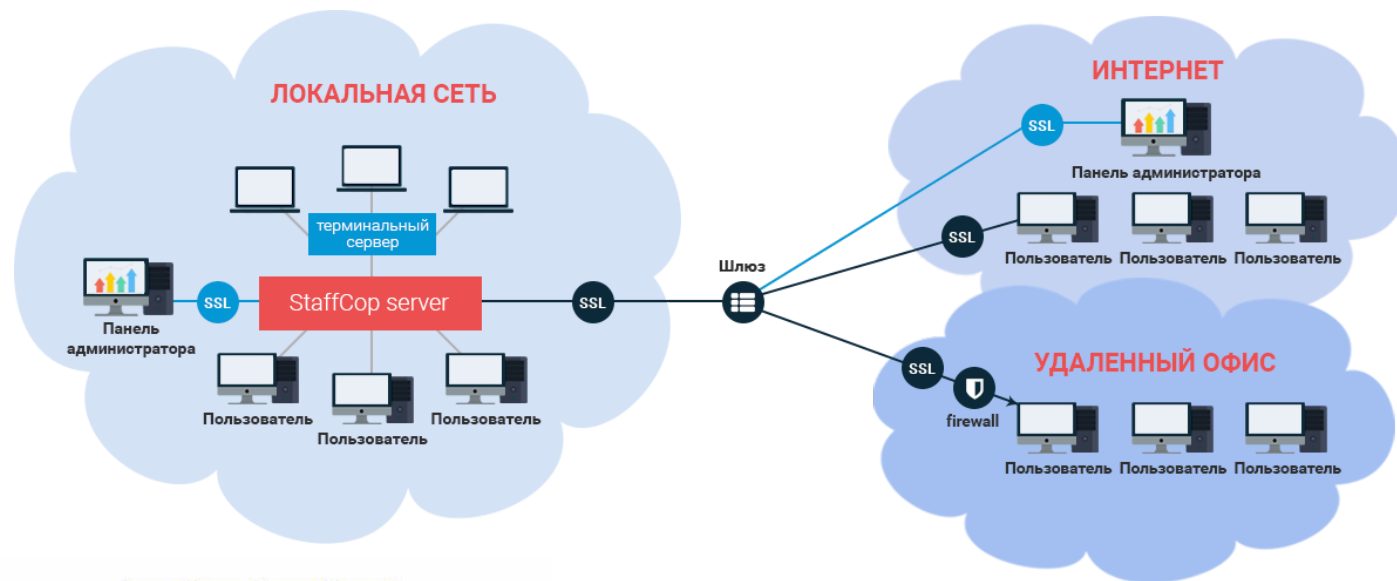 ЛОКАЛЬНАЯ СЕТЬ
терминальный
сервер
SSL
StaffCop server
SSL
Панель
администратора
Пользователь
Пользователь
Пользователь
Шлюз
ИНТЕРНЕТ
SSL
Панель администратора
SSL
Пользователь Пользователь Пользователь
УДАЛЕННЫЙ ОФИС
SSL
firewall
Пользователь Пользователь Пользователь